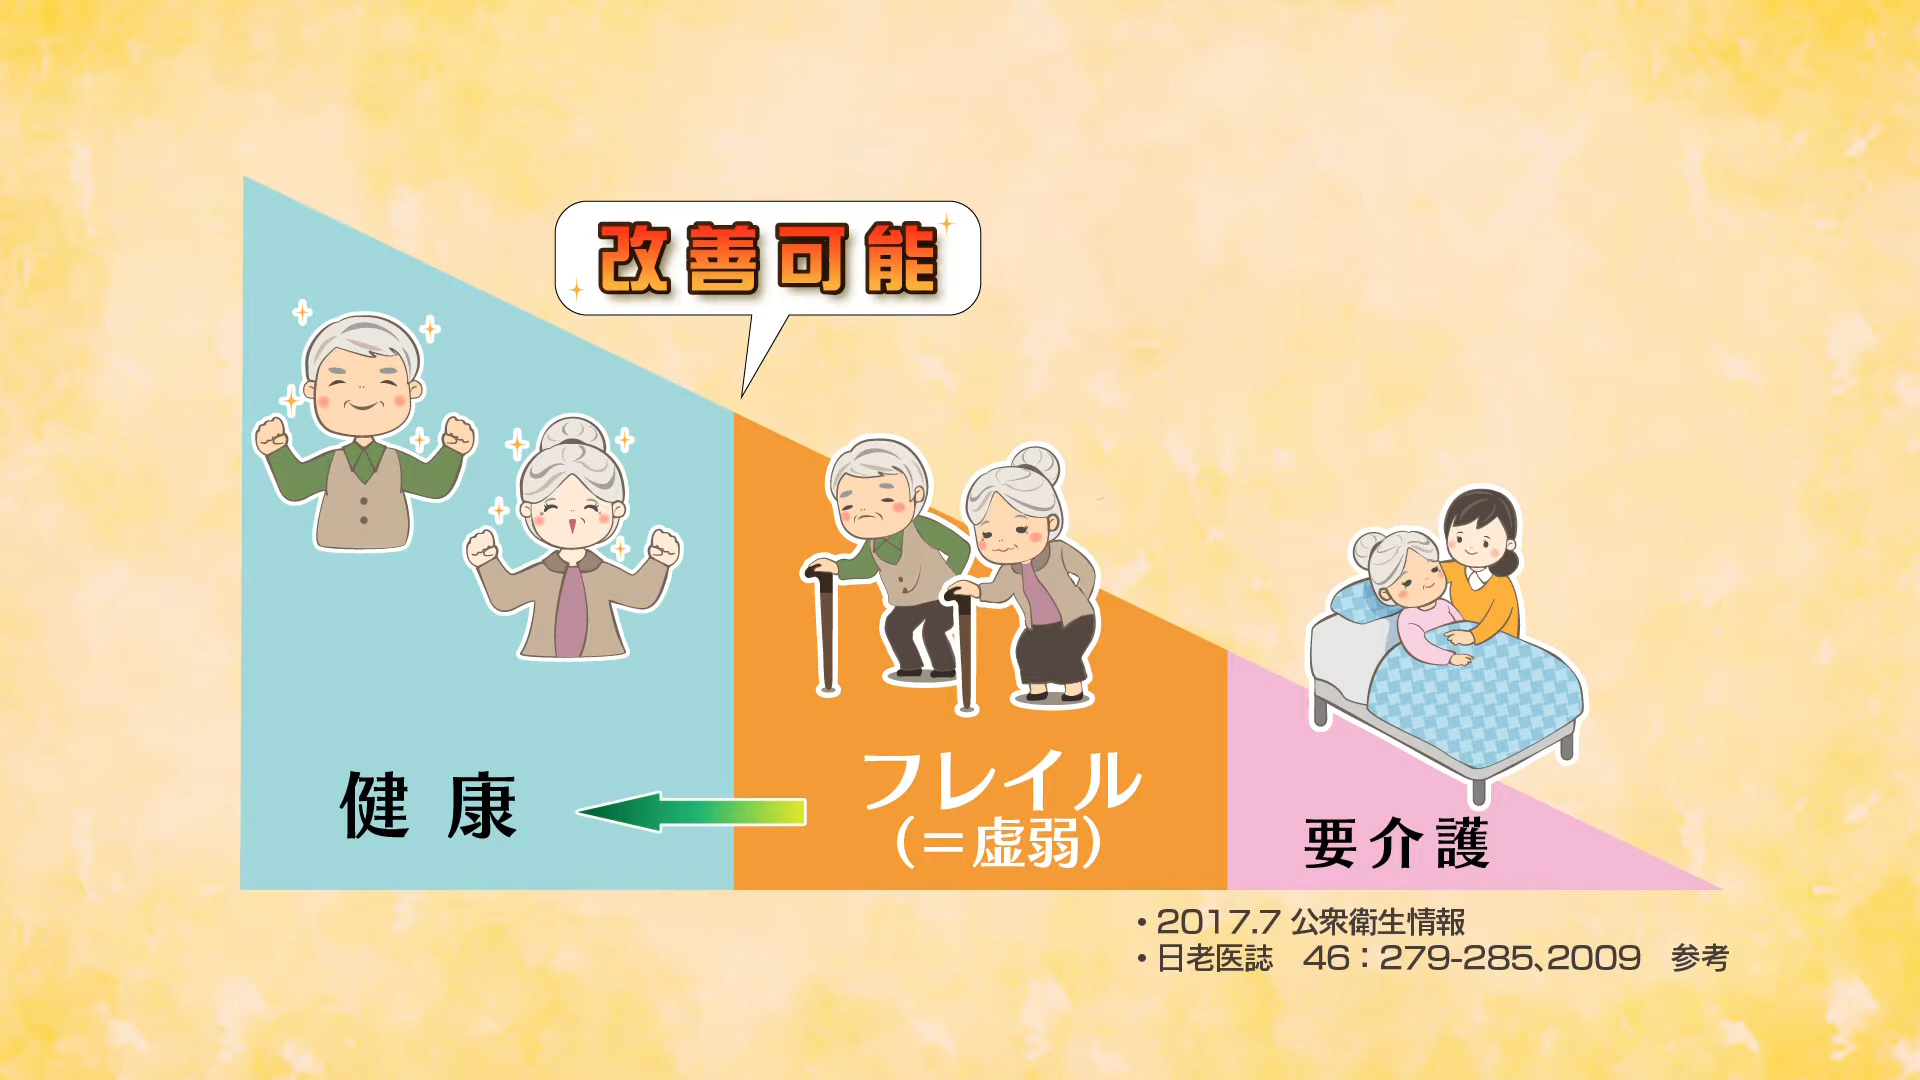 改善可能
健康
フレイル
(＝虚弱)
要介護
・2017.7 公衆衛生情報
・日老医誌　46：279-285、2009　参考